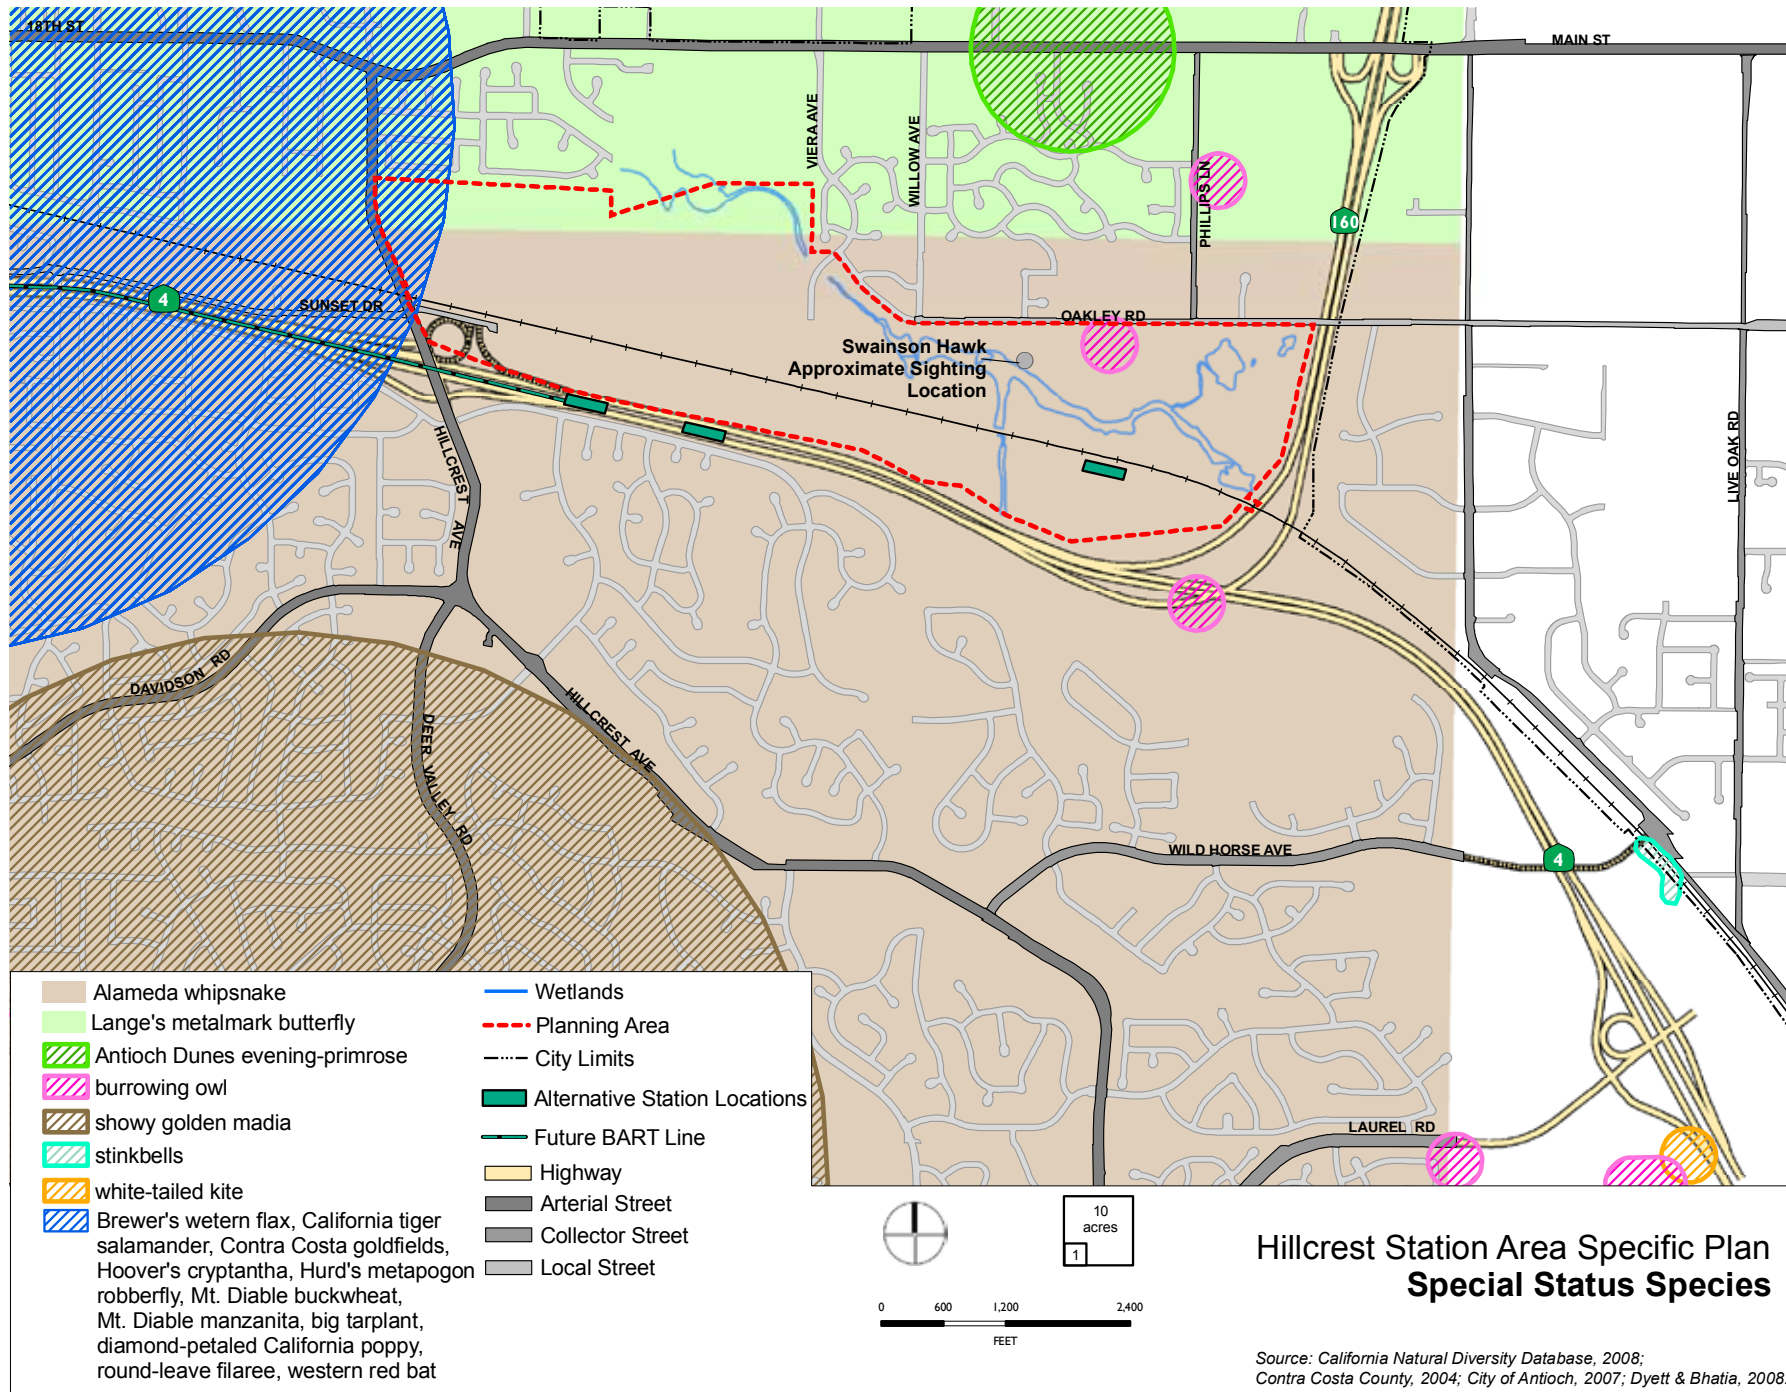 18TH ST
MAIN ST
VIERA AVE
WILLOW AVE
PHILLIPS LN
160
4
SUNSET DR
OAKLEY RD
Swainson Hawk
Approximate Sighting
Location
HILLCREST AVE
LIVE OAK RD
DAVIDSON RD
HILLCREST AVE
DEER VALLEY RD
WILD HORSE AVE
4
LAUREL RD
Alameda whipsnake
Lange's metalmark butterfly
Antioch Dunes evening-primrose
burrowing owl
showy golden madia
stinkbells
white-tailed kite
Brewer's wetern flax, California tiger
salamander, Contra Costa goldfields,
Hoover's cryptantha, Hurd's metapogon
robberfly, Mt. Diable buckwheat,
Mt. Diable manzanita, big tarplant,
diamond-petaled California poppy,
round-leave filaree, western red bat
Wetlands
Planning Area
City Limits
Alternative Station Locations
Future BART Line
Highway
Arterial Street
Collector Street
Local Street
10
acres
1
0 600 1,200 2,400
FEET
Hillcrest Station Area Specific Plan
Special Status Species
Source: California Natural Diversity Database, 2008;
Contra Costa County, 2004; City of Antioch, 2007; Dyett & Bhatia, 2008.